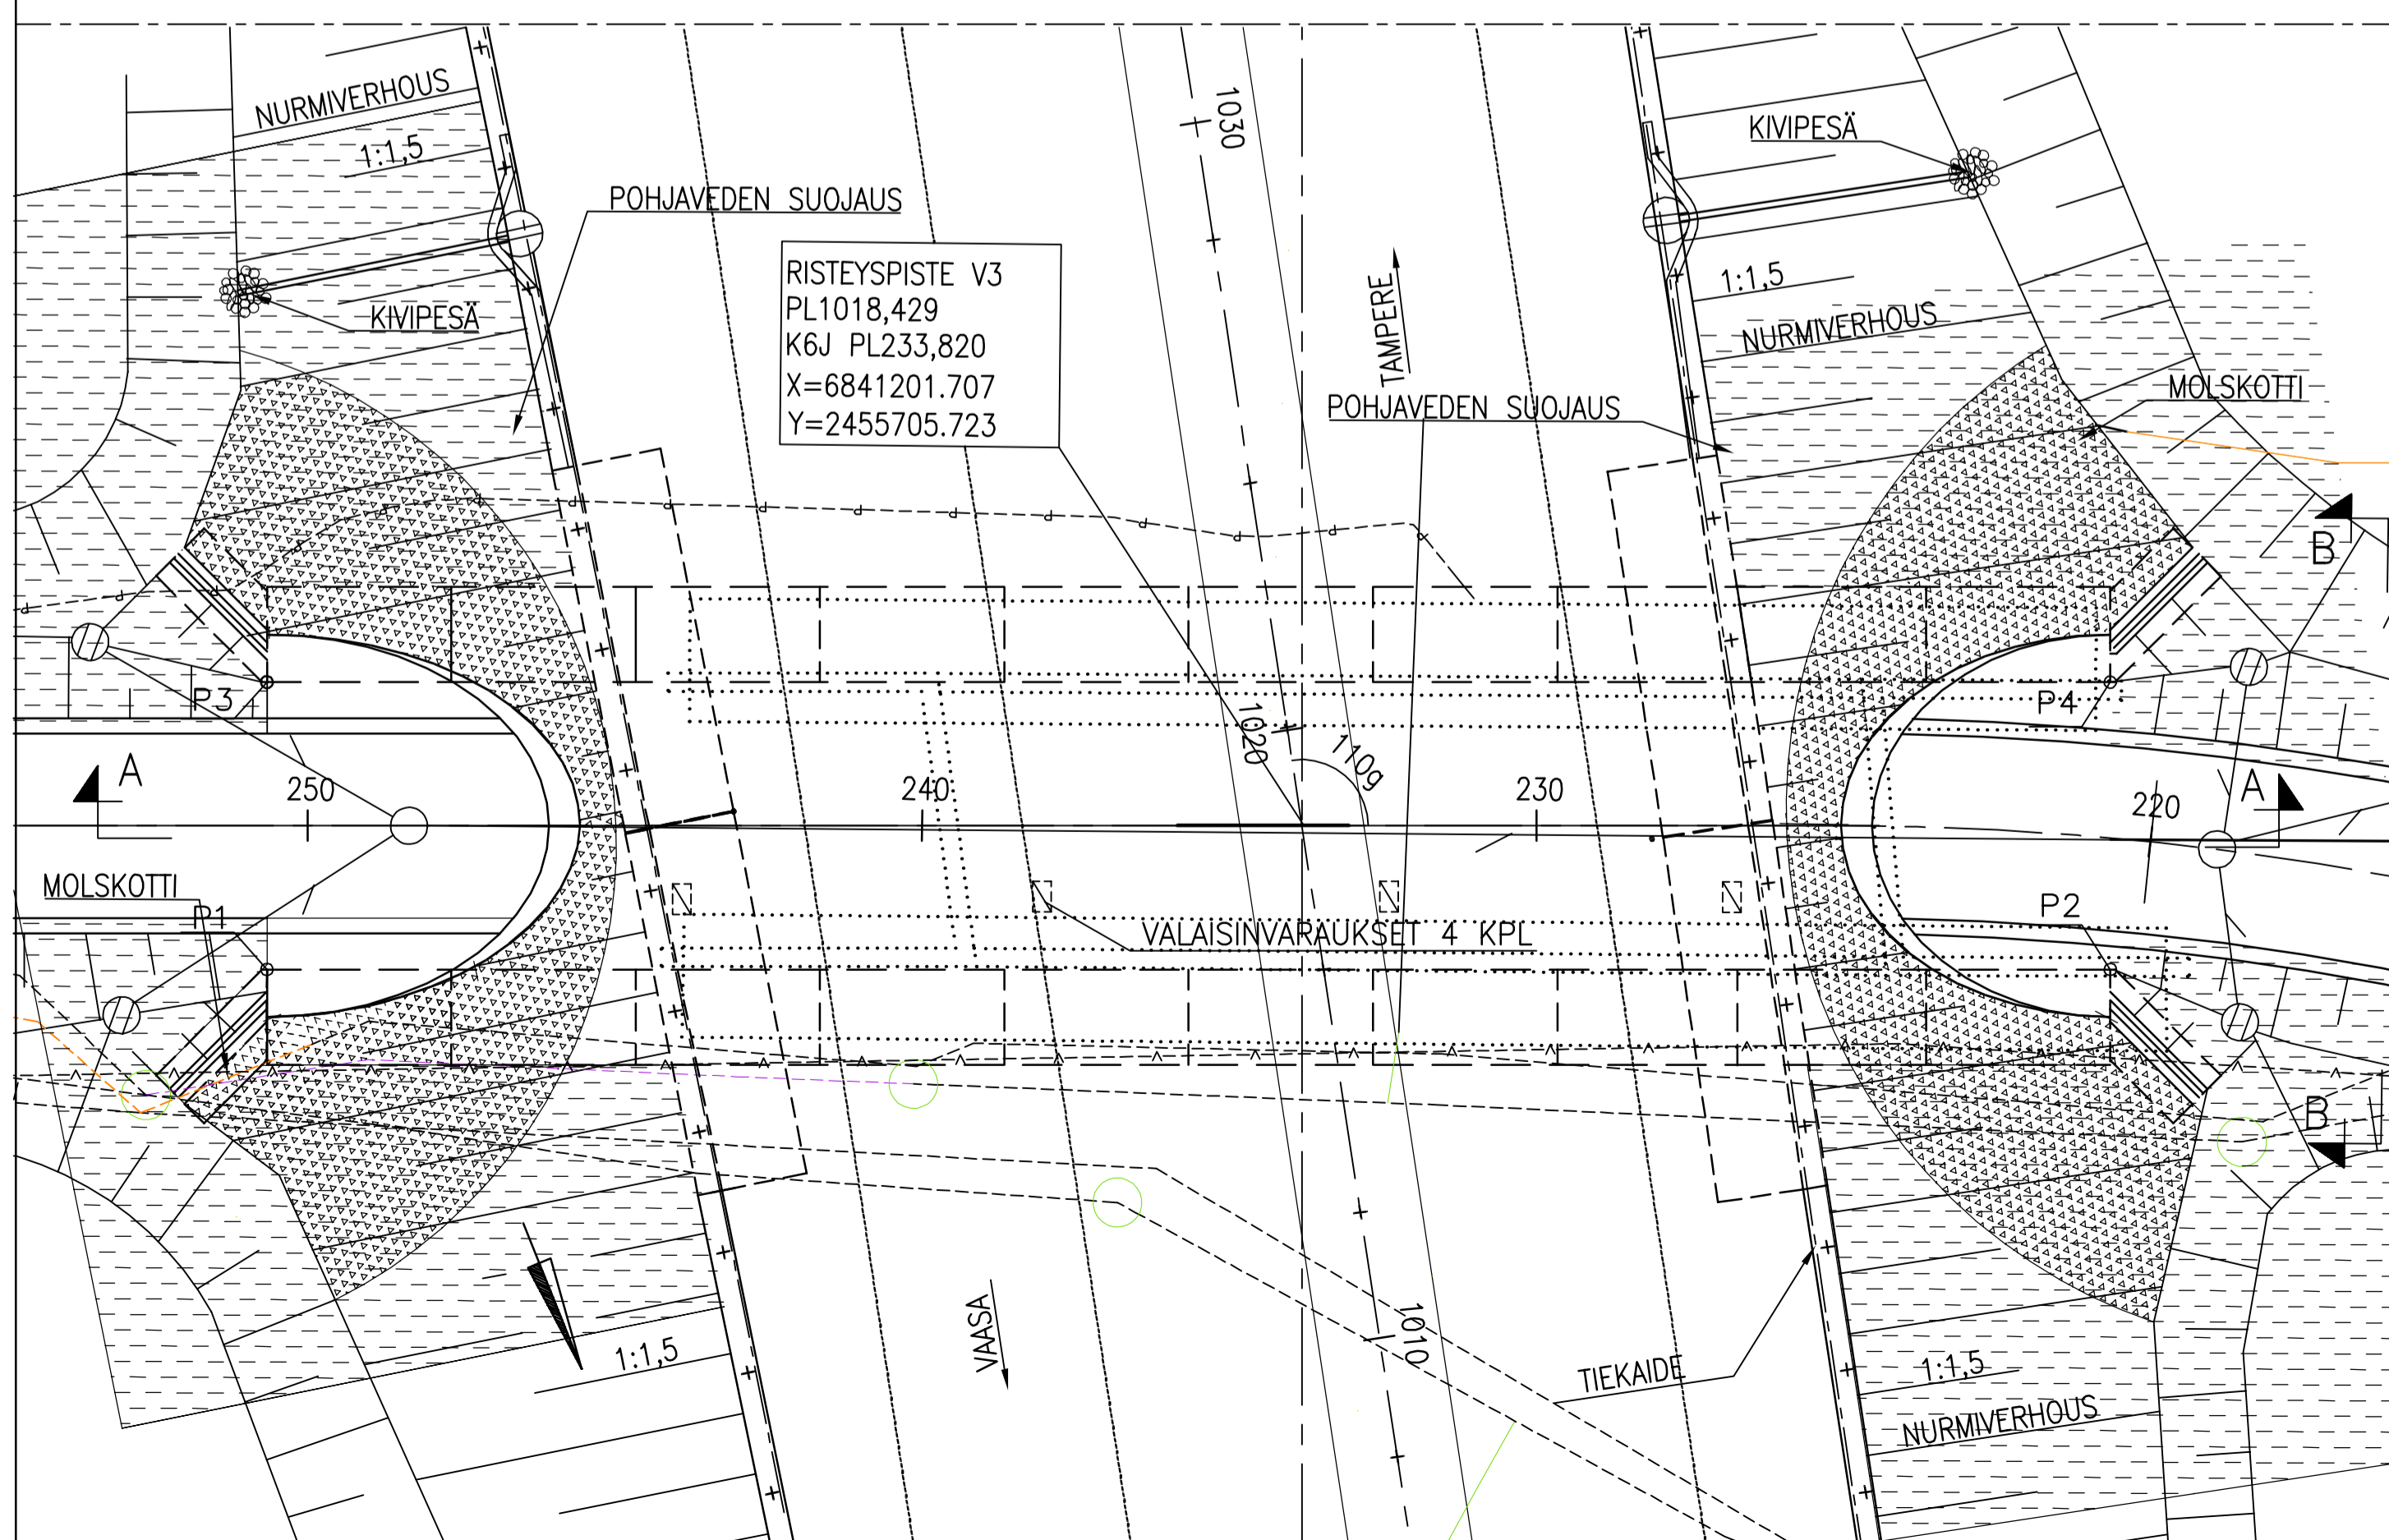 NURMIVERHOUS
1:1,5
1030
KIVIPESÄ
POHJAVEDEN SUOJAUS
RISTEYSPISTE V3
PL1018,429
K6J PL233,820
X=6841201.707
Y=2455705.723
TAMPERE
1:1,5
NURMIVERHOUS
KIVIPESÄ
POHJAVEDEN SUOJAUS
MOLSKOTTI
B
P3
P4
1020
110g
A
250
240
230
220
A
MOLSKOTTI
P1
P2
VALAISINVARAUKSET 4 KPL
B
VAASA
1010
1:1,5
TIEKAIDE
1:1,5
NURMIVERHOUS